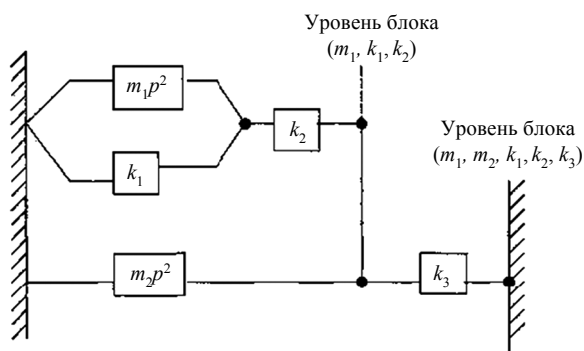 Уровень блока
(m₁, k₁, k₂)
m₁p²
k₂
Уровень блока
(m₁, m₂, k₁, k₂, k₃)
k₁
m₂p²
k₃